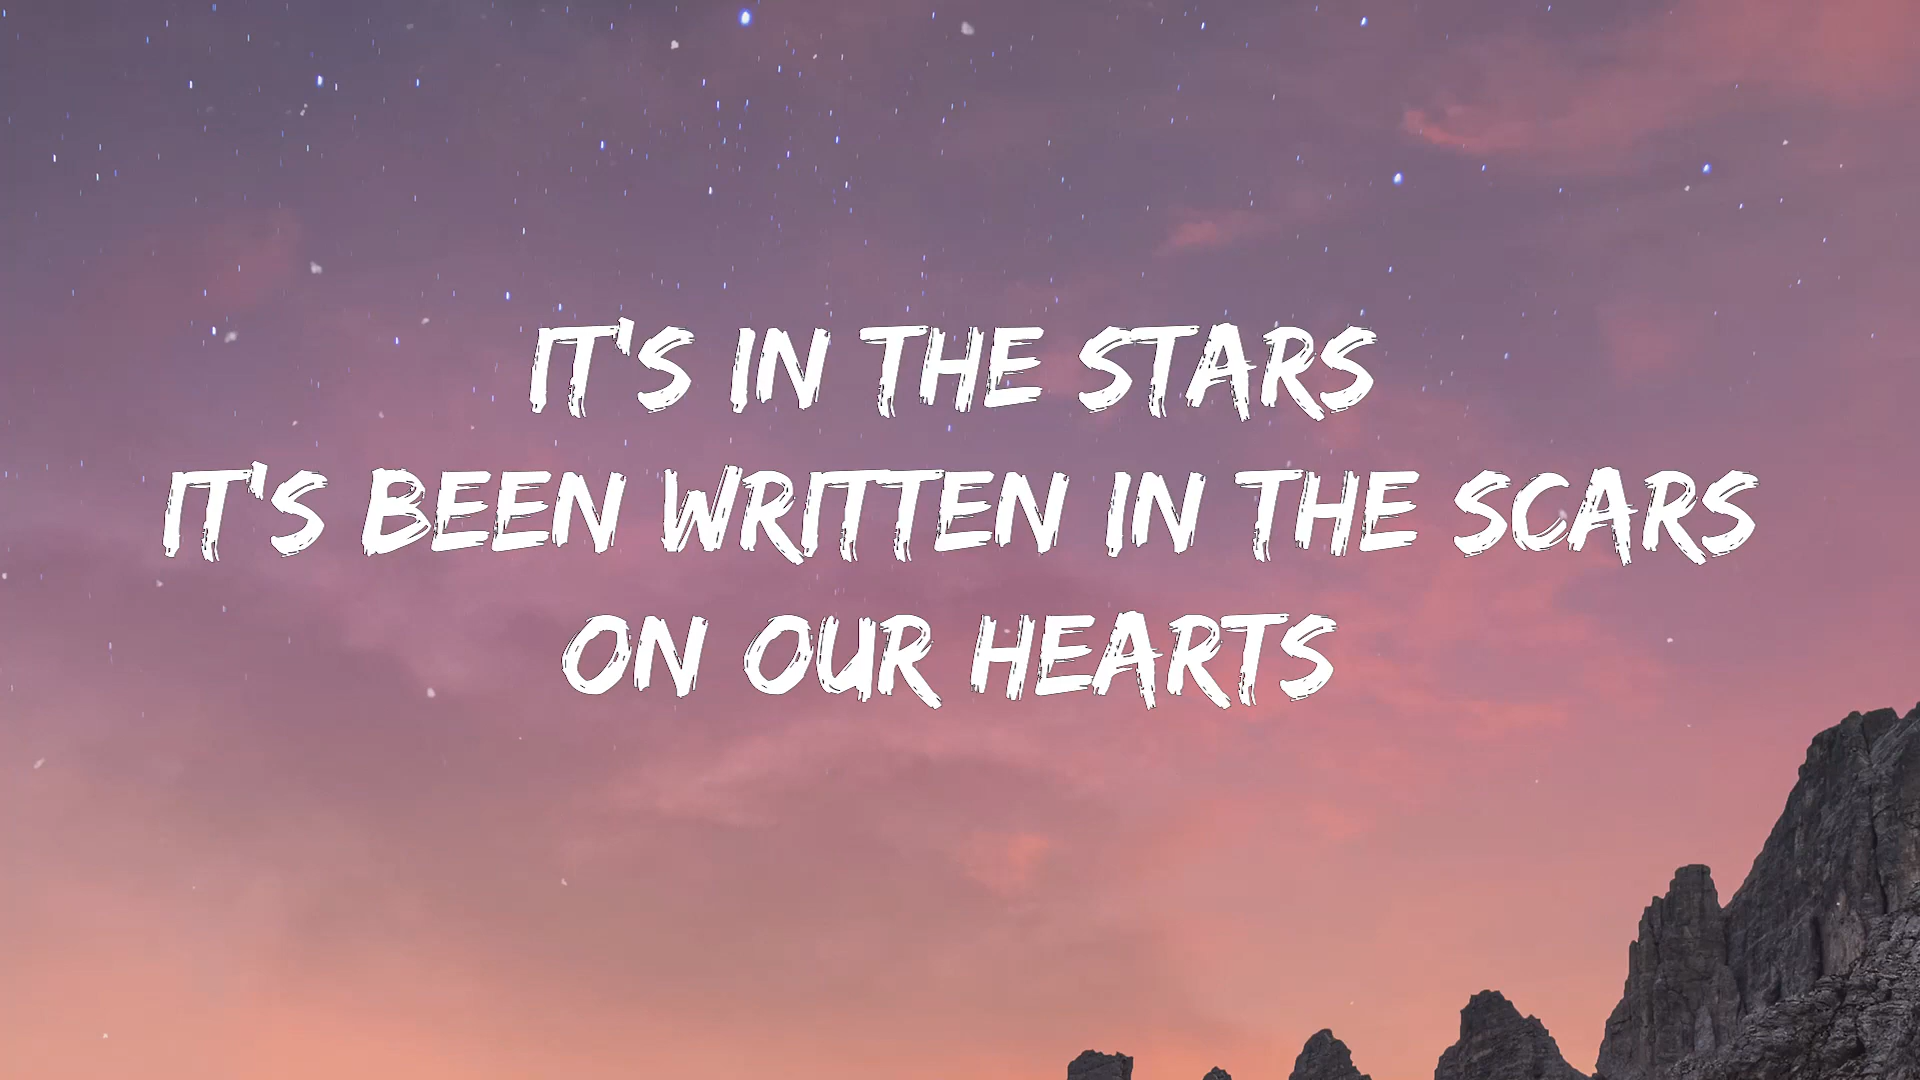 IT'S IN THE STARS
IT'S BEEN WRITTEN IN THE SCARS
ON OUR HEARTS